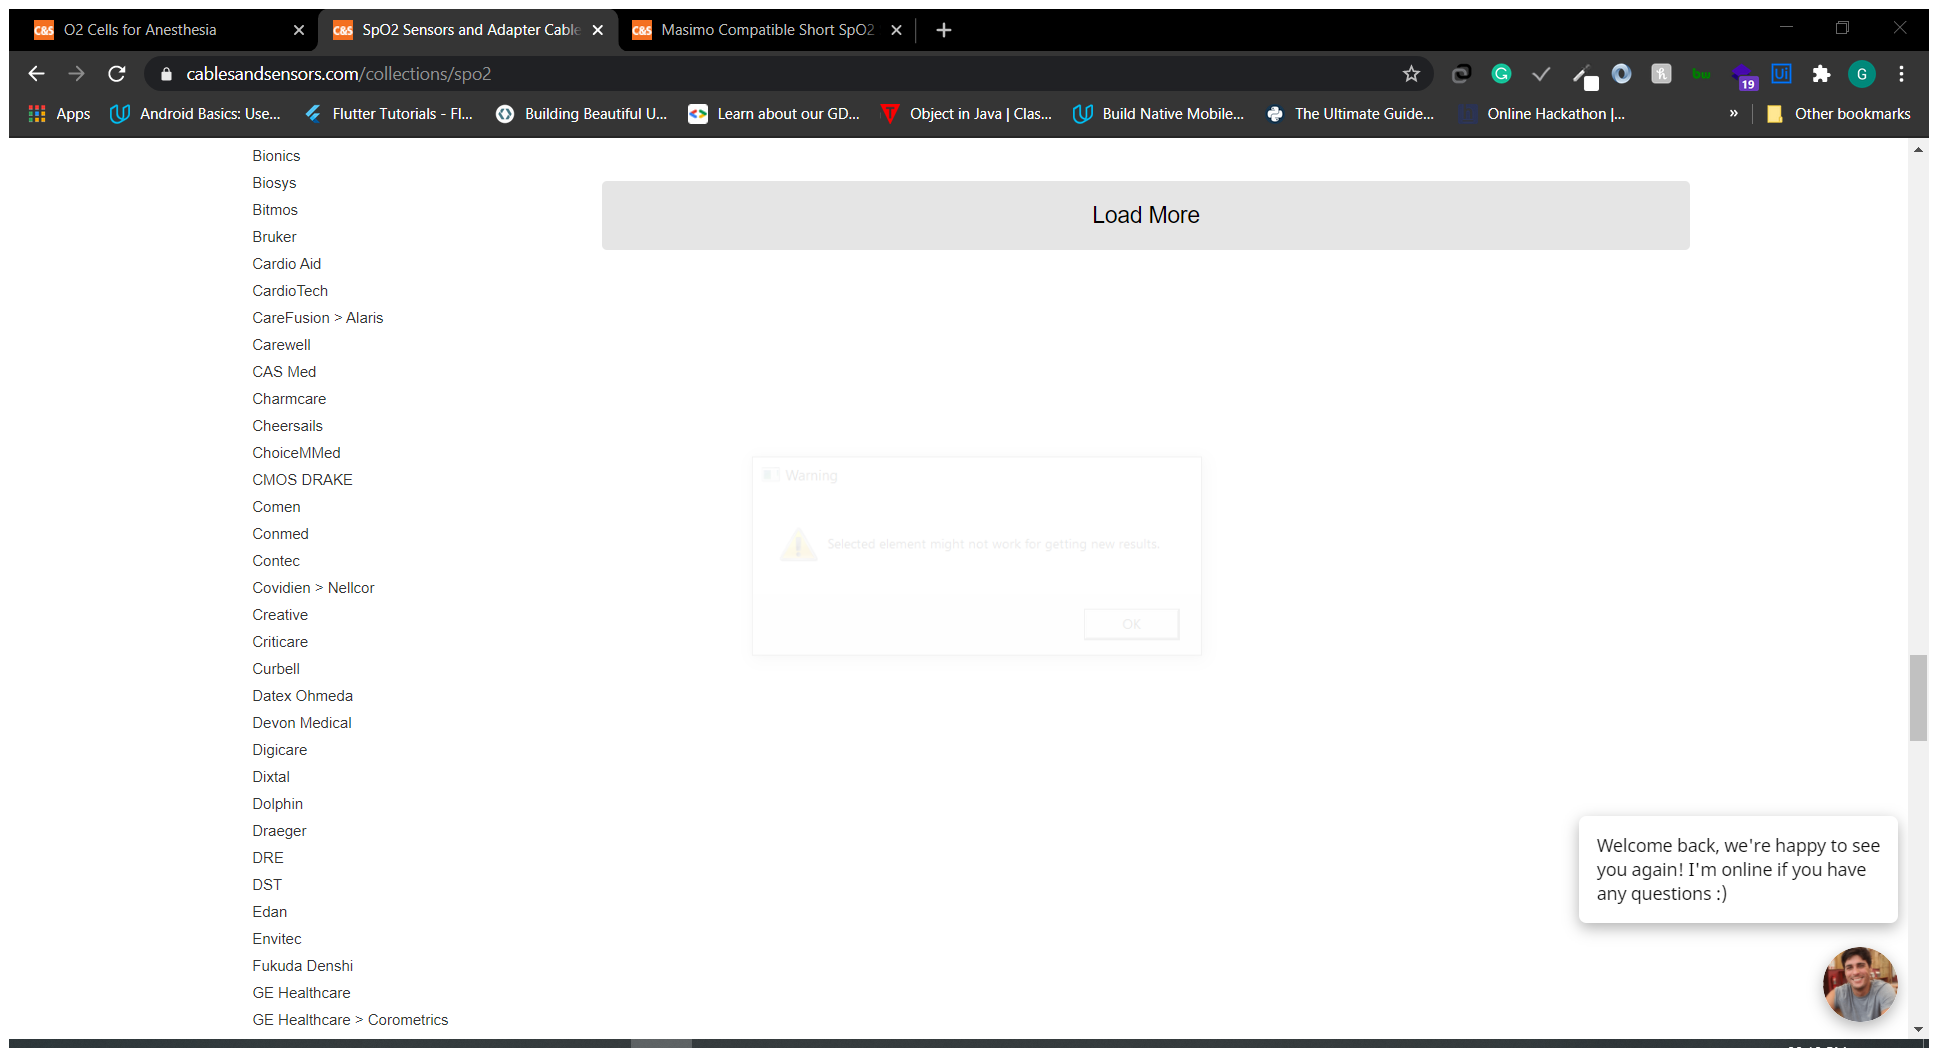 C&S O2 Cells for Anesthesia
C&S SpO2 Sensors and Adapter Cable
C&S Masimo Compatible Short SpO2
cablesandsensors.com/collections/spo2
bw
19
Ui
G
Apps
Android Basics: Use...
Flutter Tutorials - Fl...
Building Beautiful U...
Learn about our GD...
Object in Java | Clas...
Build Native Mobile...
The Ultimate Guide...
Online Hackathon |...
»
Other bookmarks
Bionics
Biosys
Bitmos
Bruker
Cardio Aid
CardioTech
CareFusion > Alaris
Carewell
CAS Med
Charmcare
Cheersails
ChoiceMMed
CMOS DRAKE
Comen
Conmed
Contec
Covidien > Nellcor
Creative
Criticare
Curbell
Datex Ohmeda
Devon Medical
Digicare
Dixtal
Dolphin
Draeger
DRE
DST
Edan
Envitec
Fukuda Denshi
GE Healthcare
GE Healthcare > Corometrics
Load More
Warning
Selected element might not work for getting new results.
OK
Welcome back, we're happy to see
you again! I'm online if you have
any questions :)